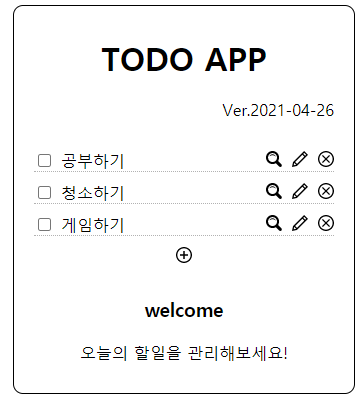 TODO APP
Ver.2021-04-26
공부하기
청소하기
게임하기
welcome
오늘의 할일을 관리해보세요!